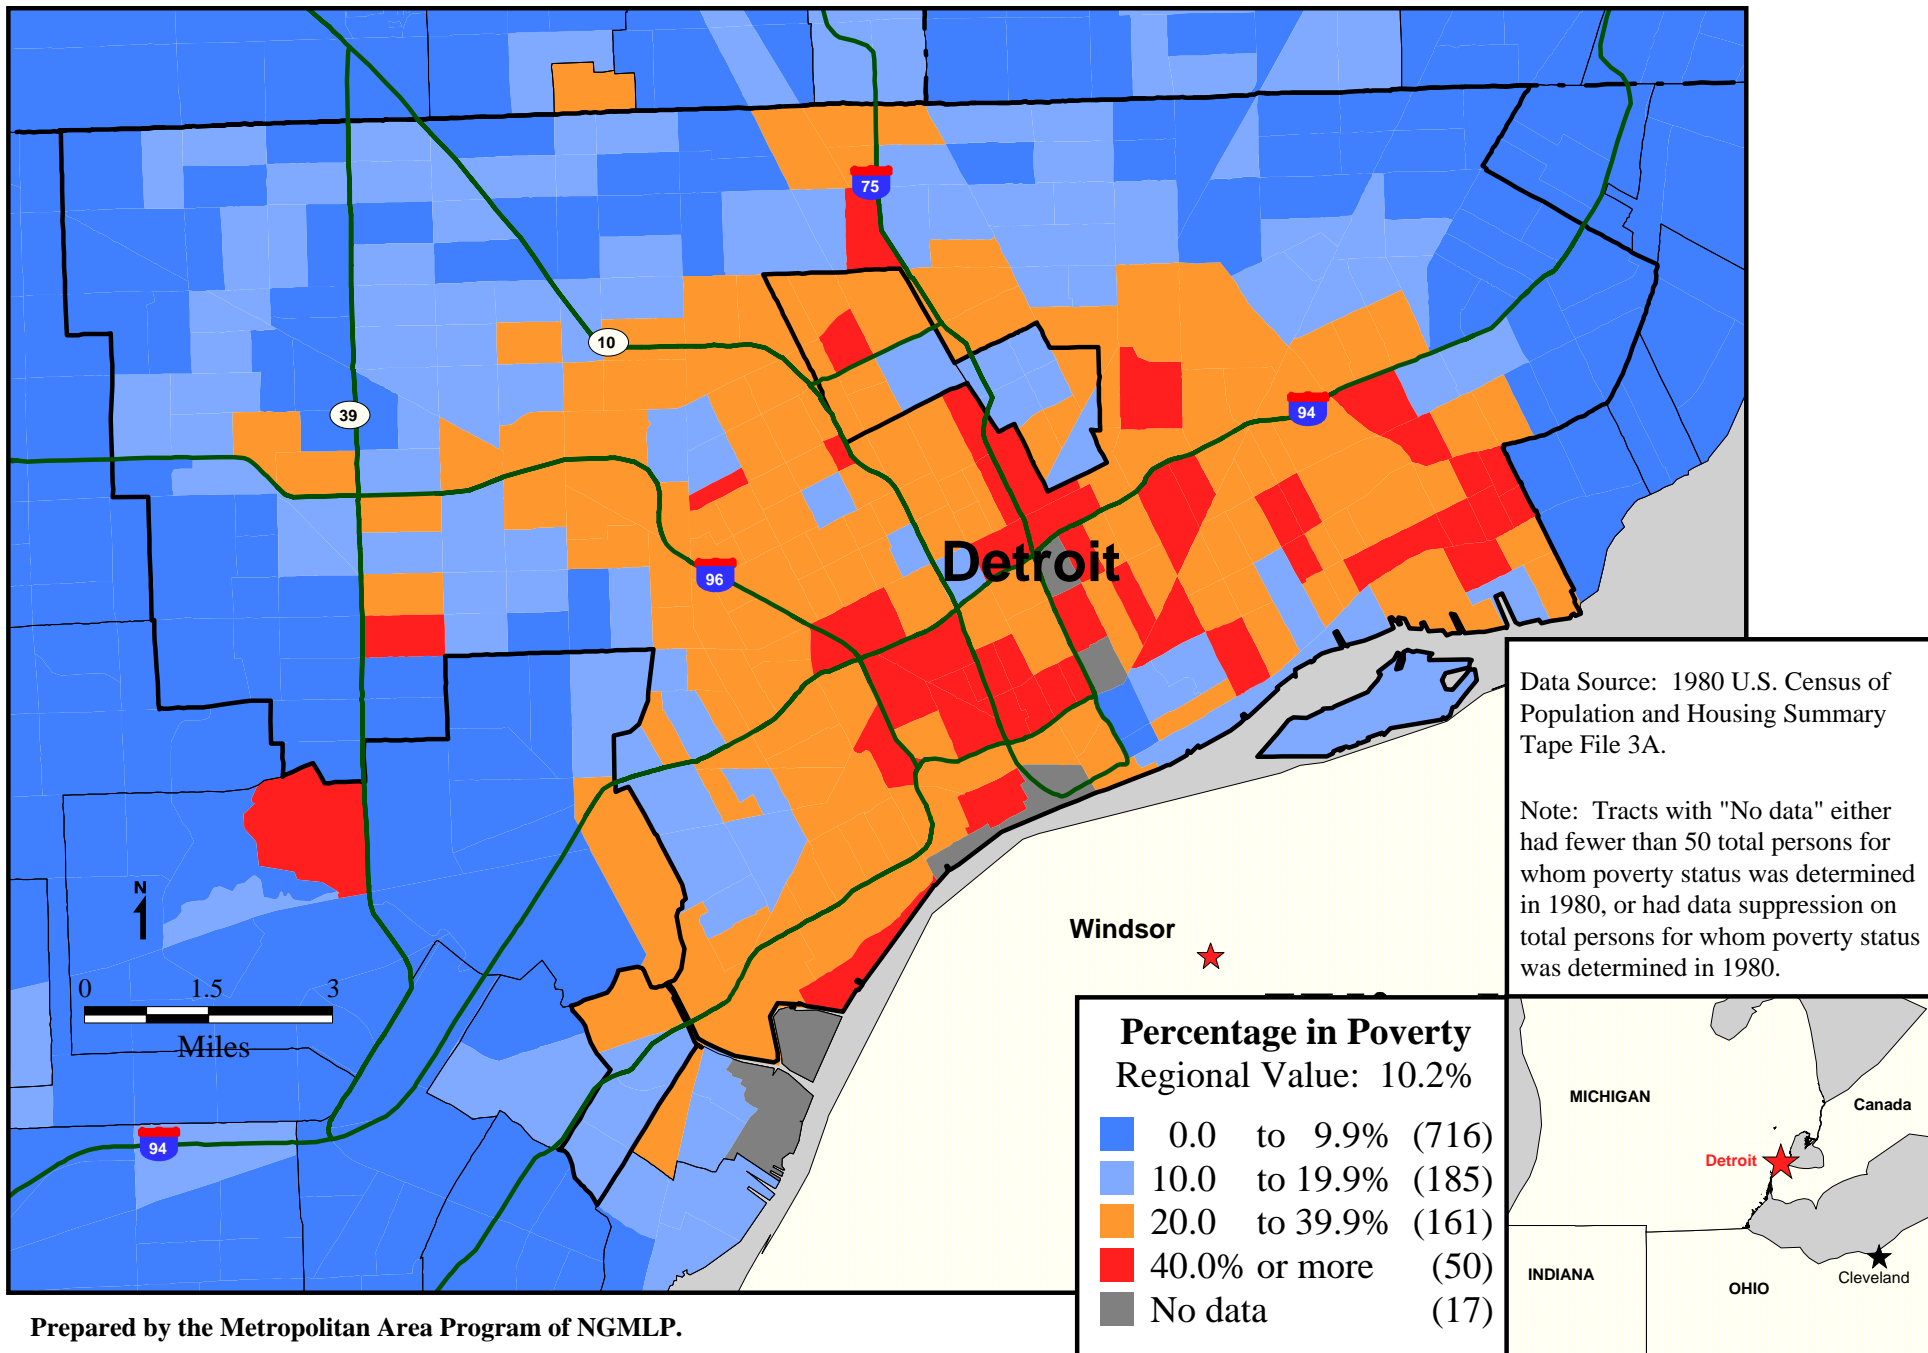 75
10
39
94
96
Detroit
Data Source: 1980 U.S. Census of
Population and Housing Summary
Tape File 3A.
Note: Tracts with "No data" either
had fewer than 50 total persons for
whom poverty status was determined
in 1980, or had data suppression on
total persons for whom poverty status
was determined in 1980.
N
Windsor
0 1.5 3
Miles
94
Percentage in Poverty
Regional Value: 10.2%
0.0 to 9.9% (716)
10.0 to 19.9% (185)
20.0 to 39.9% (161)
40.0% or more (50)
No data (17)
MICHIGAN
Canada
Detroit
INDIANA
OHIO
Cleveland
Prepared by the Metropolitan Area Program of NGMLP.